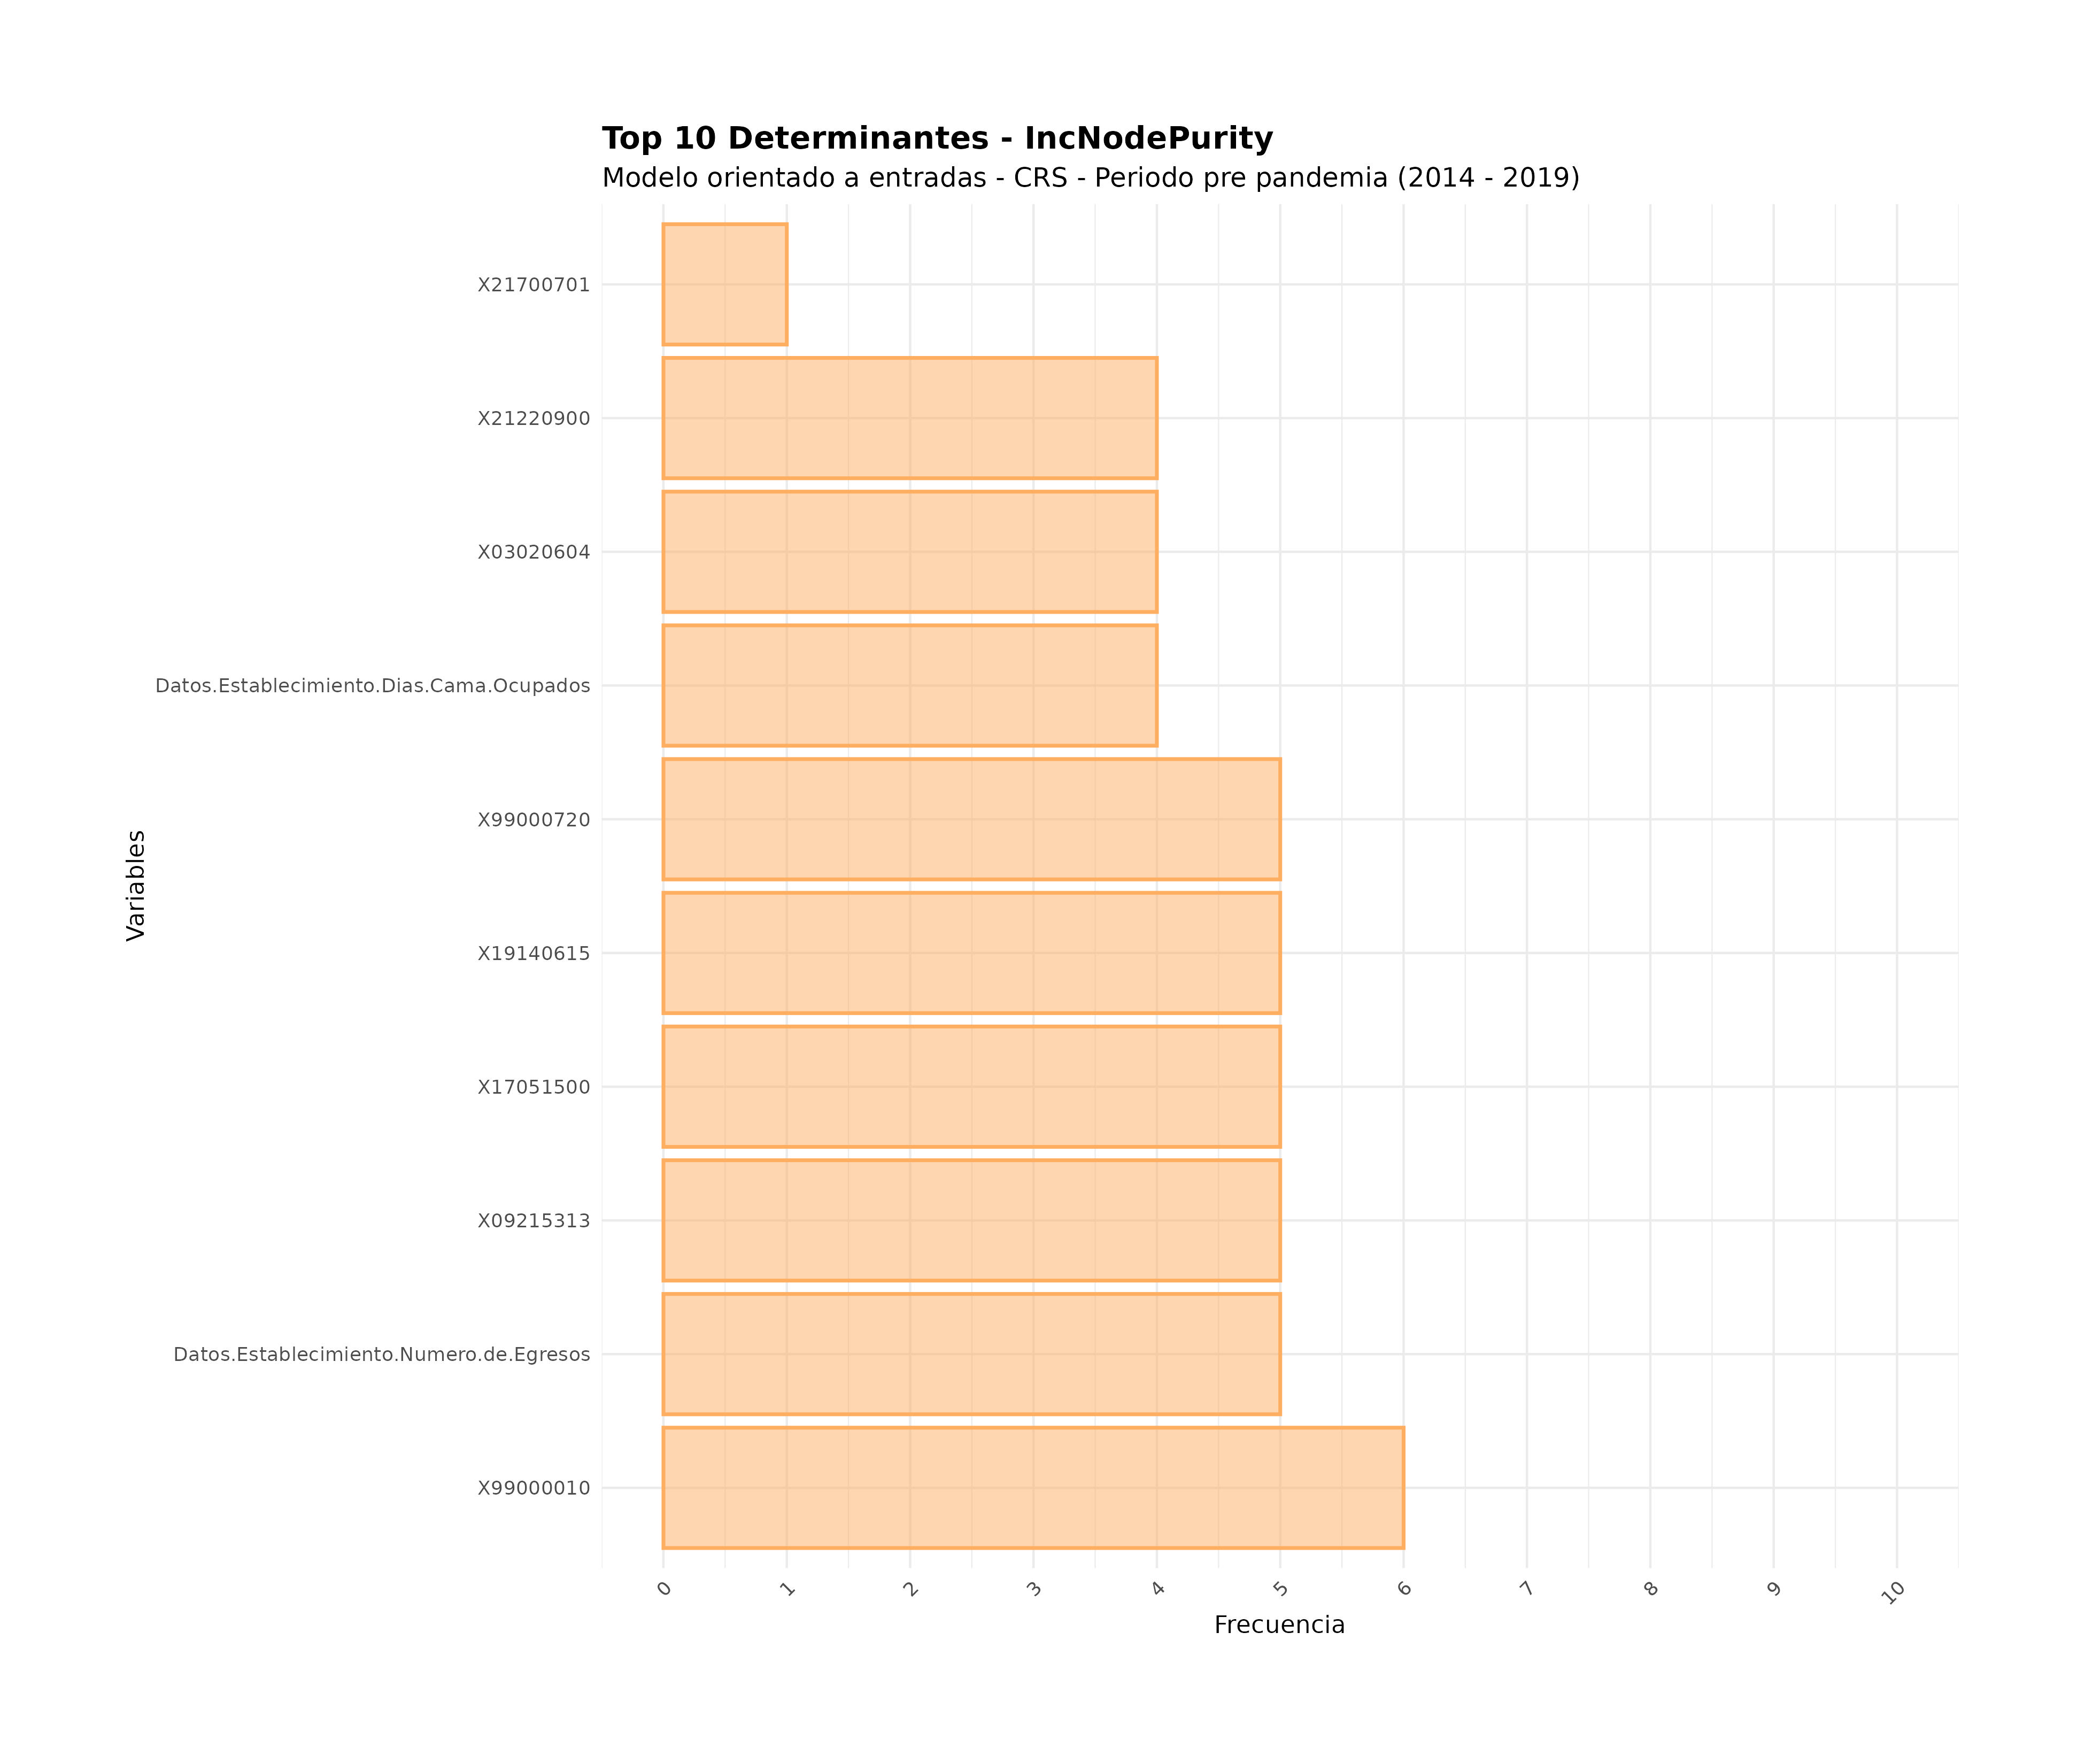 Top 10 Determinantes - IncNodePurity
Modelo orientado a entradas - CRS - Periodo pre pandemia (2014 - 2019)
X21700701
X21220900
X03020604
Datos.Establecimiento.Dias.Cama.Ocupados
X99000720
X19140615
X17051500
X09215313
Datos.Establecimiento.Numero.de.Egresos
X99000010
Variables
0 1 2 3 4 5 6 7 8 9 10
Frecuencia